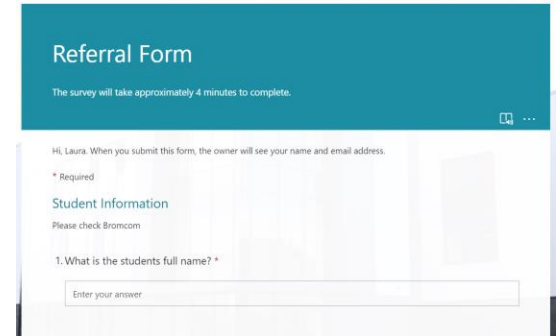 Referral Form
The survey will take approximately 4 minutes to complete.
Hi, Laura. When you submit this form, the owner will see your name and email address.
* Required
Student Information
Please check Bromcom
1. What is the students full name? *
Enter your answer